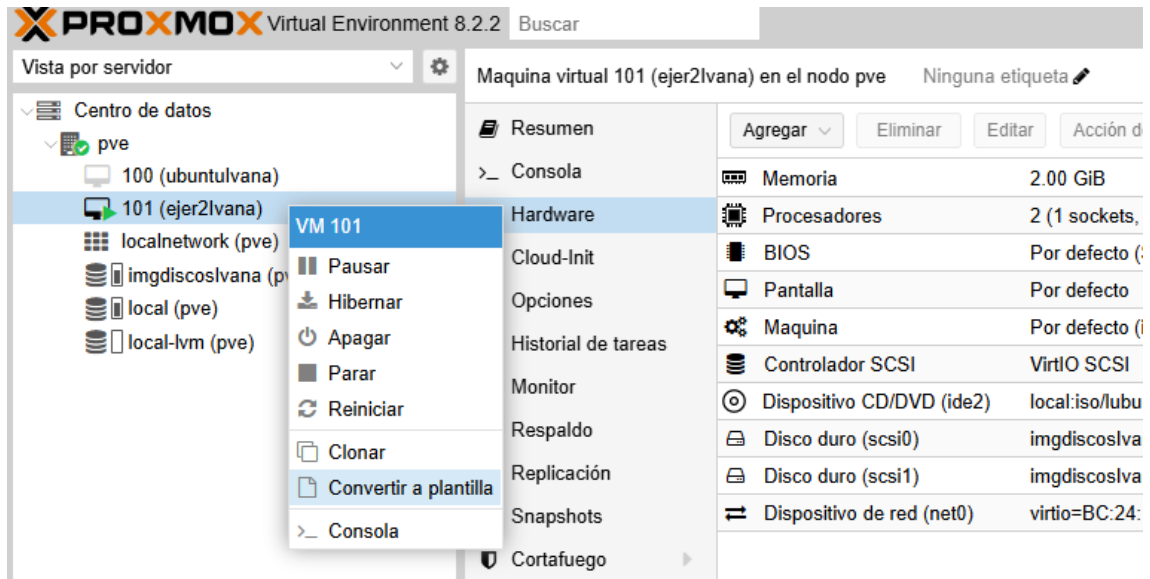 PROXMOX Virtual Environment 8.2.2 Buscar
Vista por servidor
Centro de datos
pve
100 (ubuntuIvana)
101 (ejer2Ivana)
localnetwork (pve)
imgdiscosIvana (pv
local (pve)
local-lvm (pve)
VM 101
Pausar
Hibernar
Apagar
Parar
Reiniciar
Clonar
Convertir a plantilla
Consola
Maquina virtual 101 (ejer2Ivana) en el nodo pve Ninguna etiqueta
Resumen
Consola
Hardware
Cloud-Init
Opciones
Historial de tareas
Monitor
Respaldo
Replicación
Snapshots
Cortafuego
Agregar Eliminar Editar Acción d
Memoria 2.00 GiB
Procesadores 2 (1 sockets,
BIOS Por defecto (
Pantalla Por defecto
Maquina Por defecto (i
Controlador SCSI VirtIO SCSI
Dispositivo CD/DVD (ide2) local:iso/lubu
Disco duro (scsi0) imgdiscosIva
Disco duro (scsi1) imgdiscosIva
Dispositivo de red (net0) virtio=BC:24: